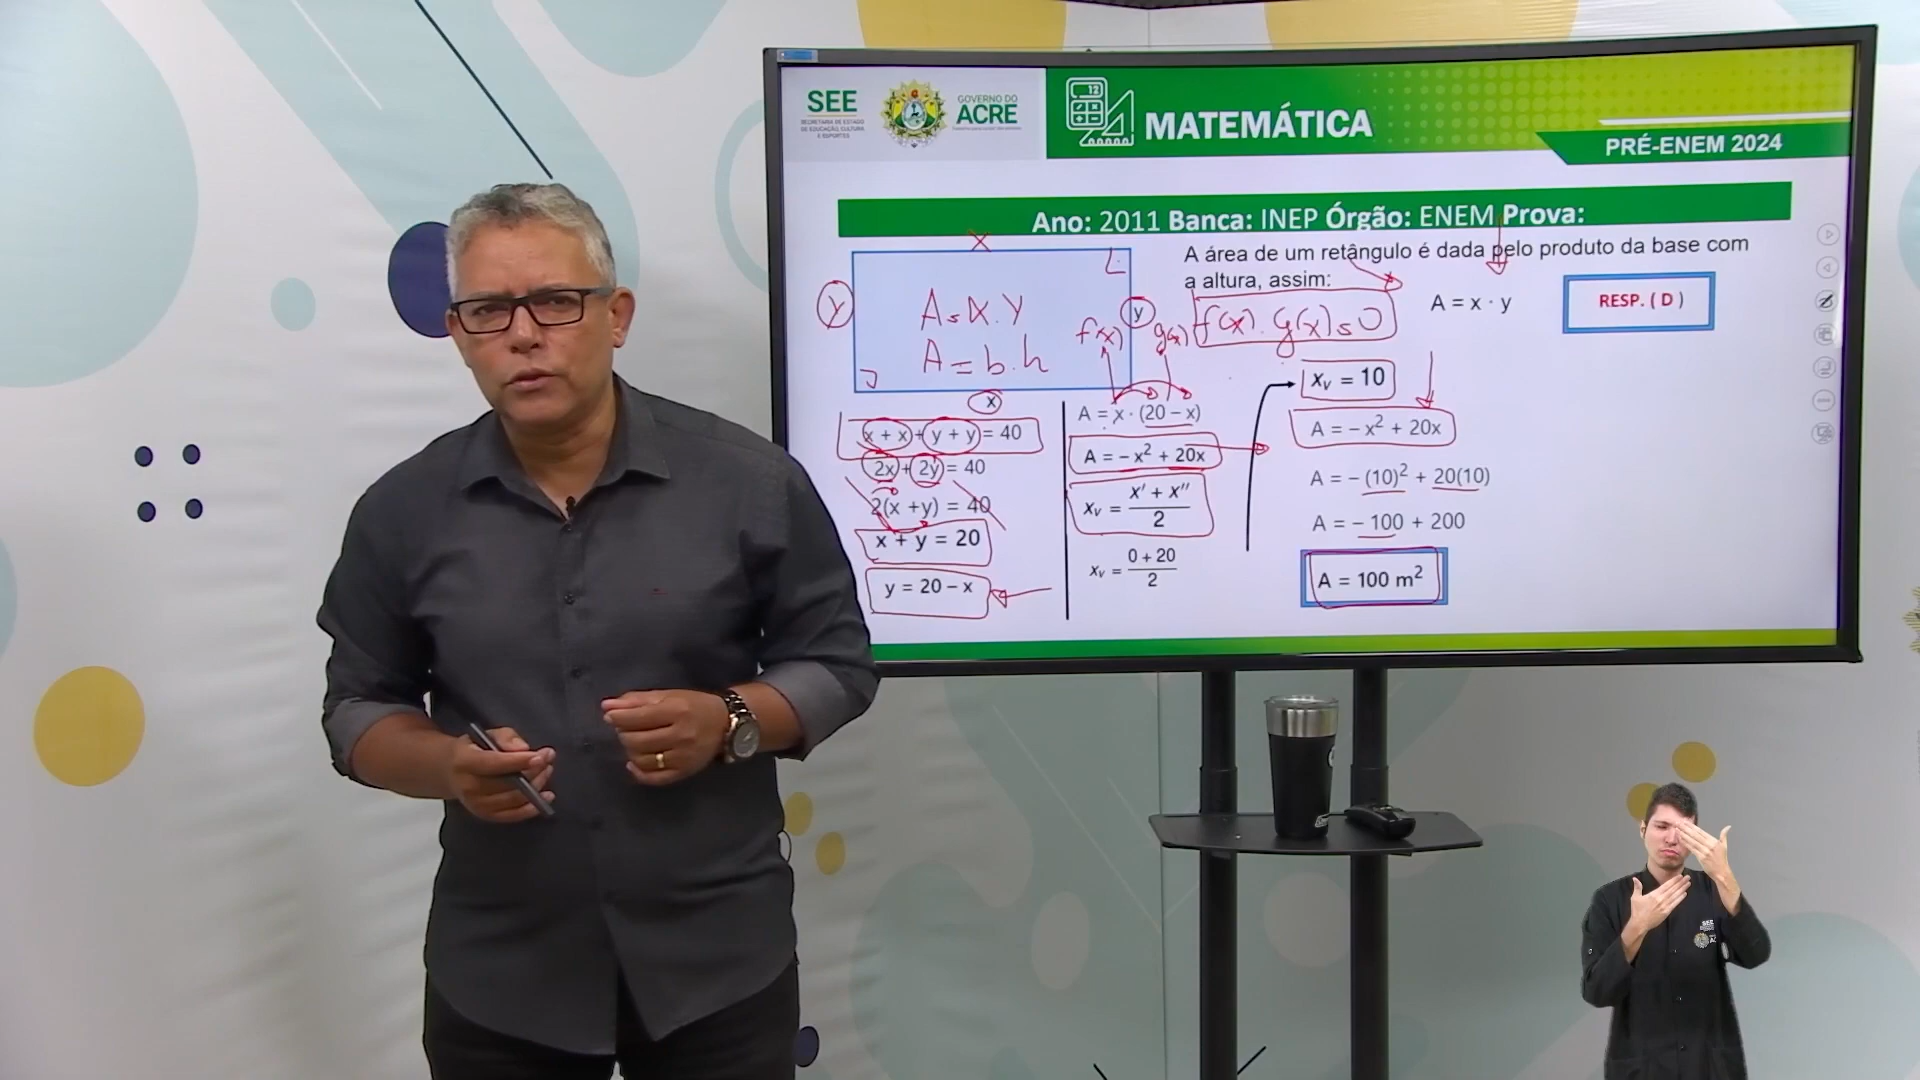 SEE
SECRETARIA DE ESTADO
DE EDUCAÇÃO, CULTURA
E ESPORTES
GOVERNO DO
ACRE
12
MATEMÁTICA
PRÉ-ENEM 2024
Ano: 2011 Banca: INEP Órgão: ENEM Prova:
A área de um retângulo é dada pelo produto da base com
a altura, assim:
A = x · y
RESP. ( D )
x
y
y
x
A = x . y
A = b . h
f(x)
g(x)
f(x) . g(x) = 0
x + x + y + y = 40
2x + 2y = 40
2(x +y) = 40
x + y = 20
y = 20 – x
A = x · (20 – x)
A = – x² + 20x
xᵥ = (x′ + x″)/2
xᵥ = (0 + 20)/2
xᵥ = 10
A = – x² + 20x
A = – (10)² + 20(10)
A = – 100 + 200
A = 100 m²
SEE